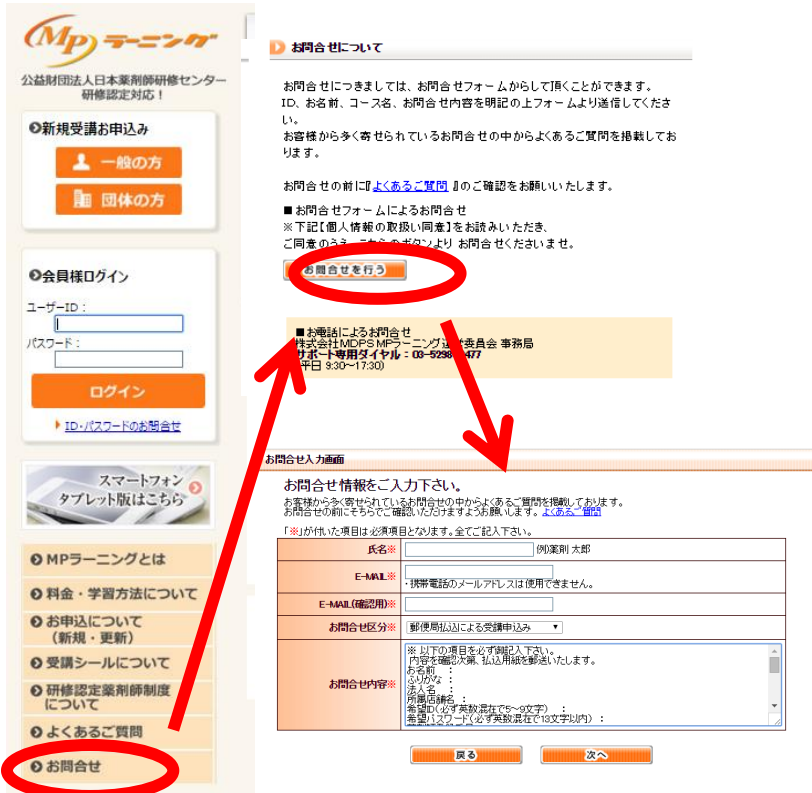 MPラーニング
公益財団法人日本薬剤師研修センター
研修認定対応！
新規受講お申込み
一般の方
団体の方
会員様ログイン
ユーザーID：
パスワード：
ログイン
ID・パスワードのお問合せ
スマートフォン
タブレット版はこちら
MPラーニングとは
料金・学習方法について
お申込について
（新規・更新）
受講シールについて
研修認定薬剤師制度
について
よくあるご質問
お問合せ
お問合せについて
お問合せにつきましては、お問合せフォームからして頂くことができます。
ID、お名前、コース名、お問合せ内容を明記の上フォームより送信してくださ
い。
お客様から多く寄せられているお問合せの中からよくあるご質問を掲載してお
ります。
お問合せの前に『よくあるご質問』のご確認をお願いいたします。
■お問合せフォームによるお問合せ
※下記【個人情報の取扱い同意】をお読みいただき、
ご同意のうえ、こちらのボタンより お問合せくださいませ。
お問合せを行う
■お電話によるお問合せ
株式会社MDPS MPラーニング運営委員会 事務局
サポート専用ダイヤル：03-5298-477
平日 9:30～17:30)
お問合せ入力画面
お問合せ情報をご入力下さい。
お客様から多く寄せられているお問合せの中からよくあるご質問を掲載しております。
お問合せの前にそちらでご確認いただけますようお願します。よくあるご質問
「※」が付いた項目は必須項目となります。全てご記入下さい。
氏名※ 例)薬剤 太郎
E-MAIL※
・携帯電話のメールアドレスは使用できません。
E-MAIL(確認用)※
お問合せ区分※ 郵便局払込による受講申込み
お問合せ内容※
※ 以下の項目を必ず御記入下さい。
内容を確認次第、払込用紙を郵送いたします。
お名前 ：
ふりがな ：
法人名 ：
所属店舗名 ：
希望ID(必ず英数混在で5～9文字) ：
希望パスワード(必ず英数混在で13文字以内) ：
戻る 次へ